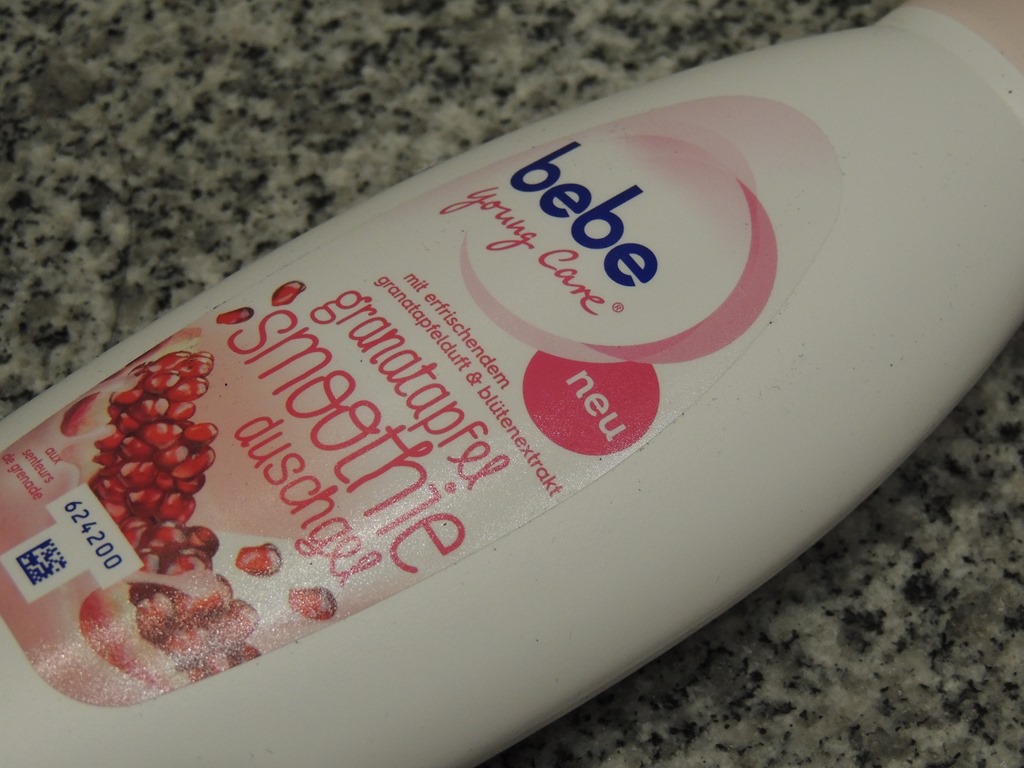 bebe
young Care®
neu
mit erfrischendem
granatapfelduft & blütenextrakt
granatapfel
smoothie
duschgel
aux
senteurs
de grenade
624200